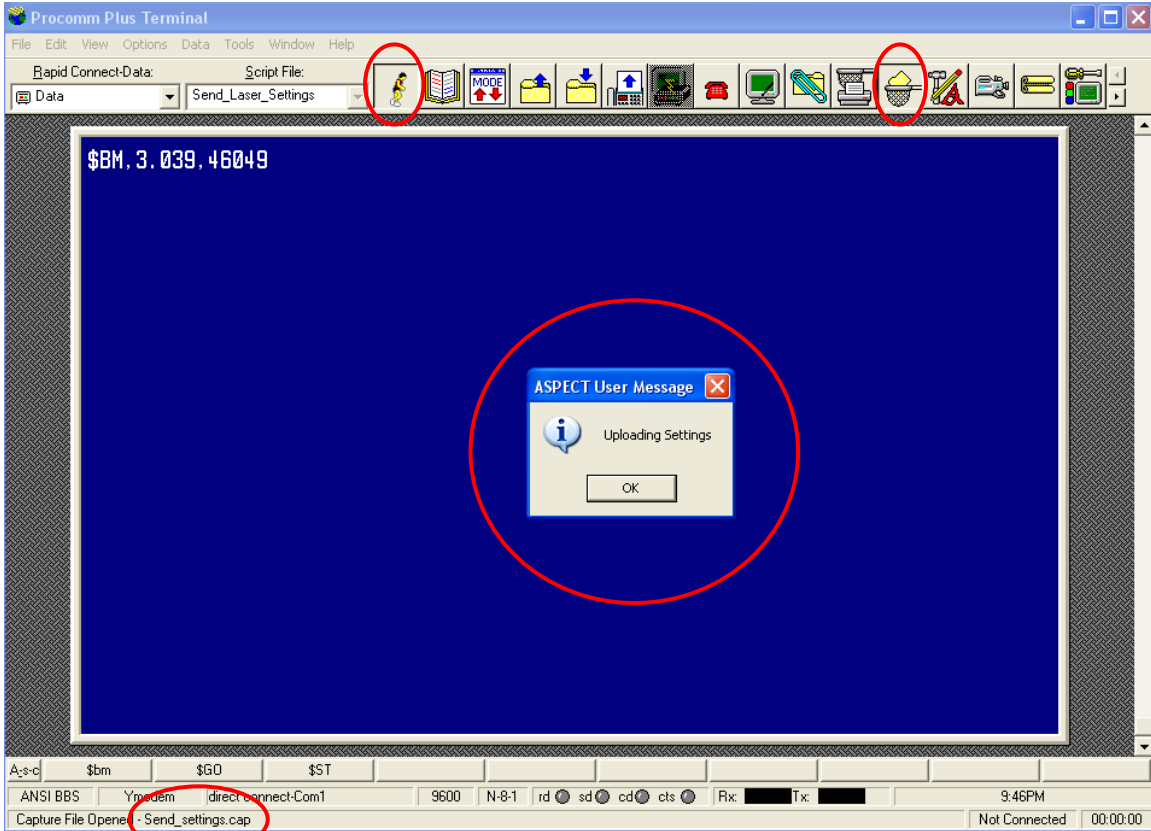 Procomm Plus Terminal
File Edit View Options Data Tools Window Help
Rapid Connect-Data: Script File:
Data Send_Laser_Settings
MODE
$BM,3.039,46049
ASPECT User Message
Uploading Settings
OK
A-s-c $bm $GO $ST
ANSI BBS Ymodem direct connect-Com1 9600 N-8-1 rd sd cd cts Rx: Tx: 9:46PM
Capture File Opened - Send_settings.cap Not Connected 00:00:00